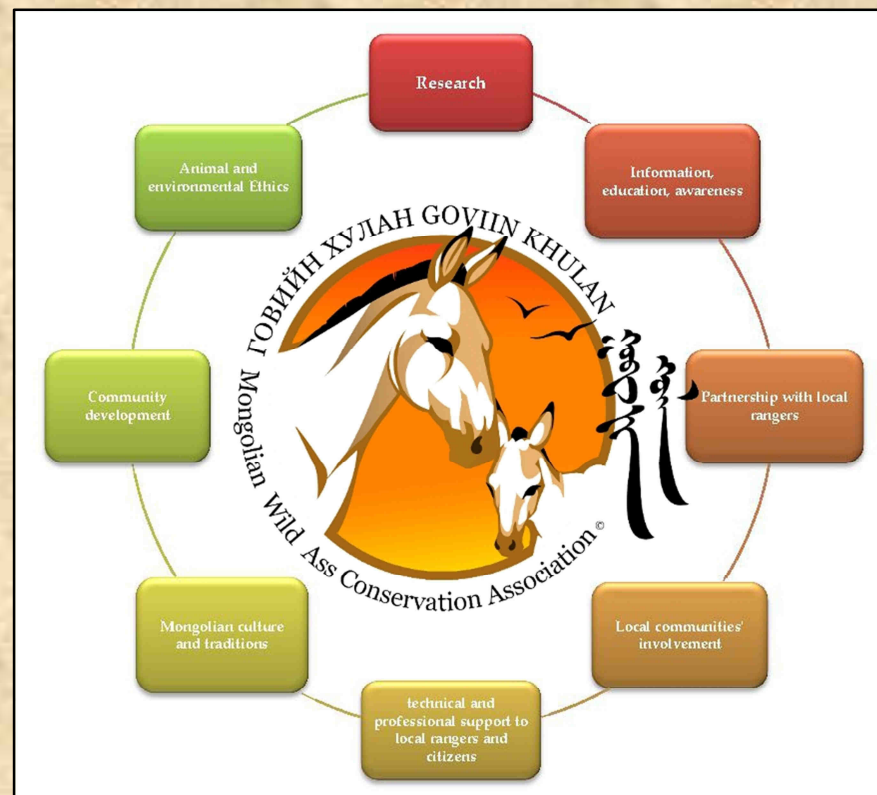 Research
Information,
education, awareness
Partnership with local
rangers
Local communities'
involvement
technical and
professional support to
local rangers and
citizens
Mongolian culture
and traditions
Community
development
Animal and
environmental Ethics
ГОВИЙН ХУЛАН GOVIIN KHULAN
Mongolian Wild Ass Conservation Association ©